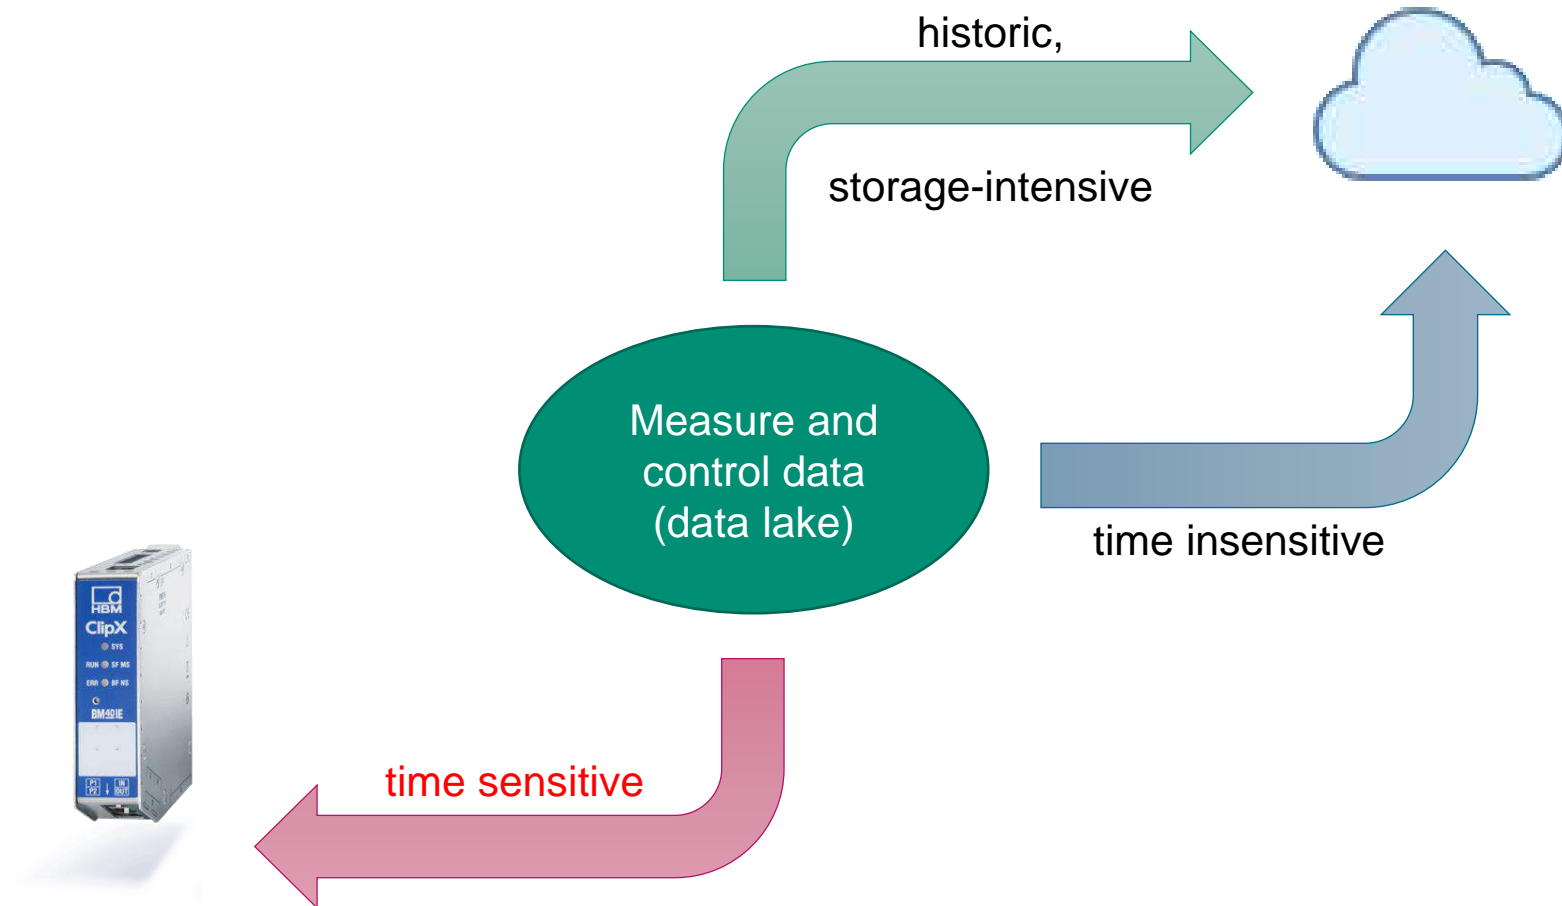 historic,
storage-intensive
Measure and
control data
(data lake)
time insensitive
time sensitive
HBM
ClipX
SYS
RUN SF MS
ERR BF NS
P1 IN
P2 OUT